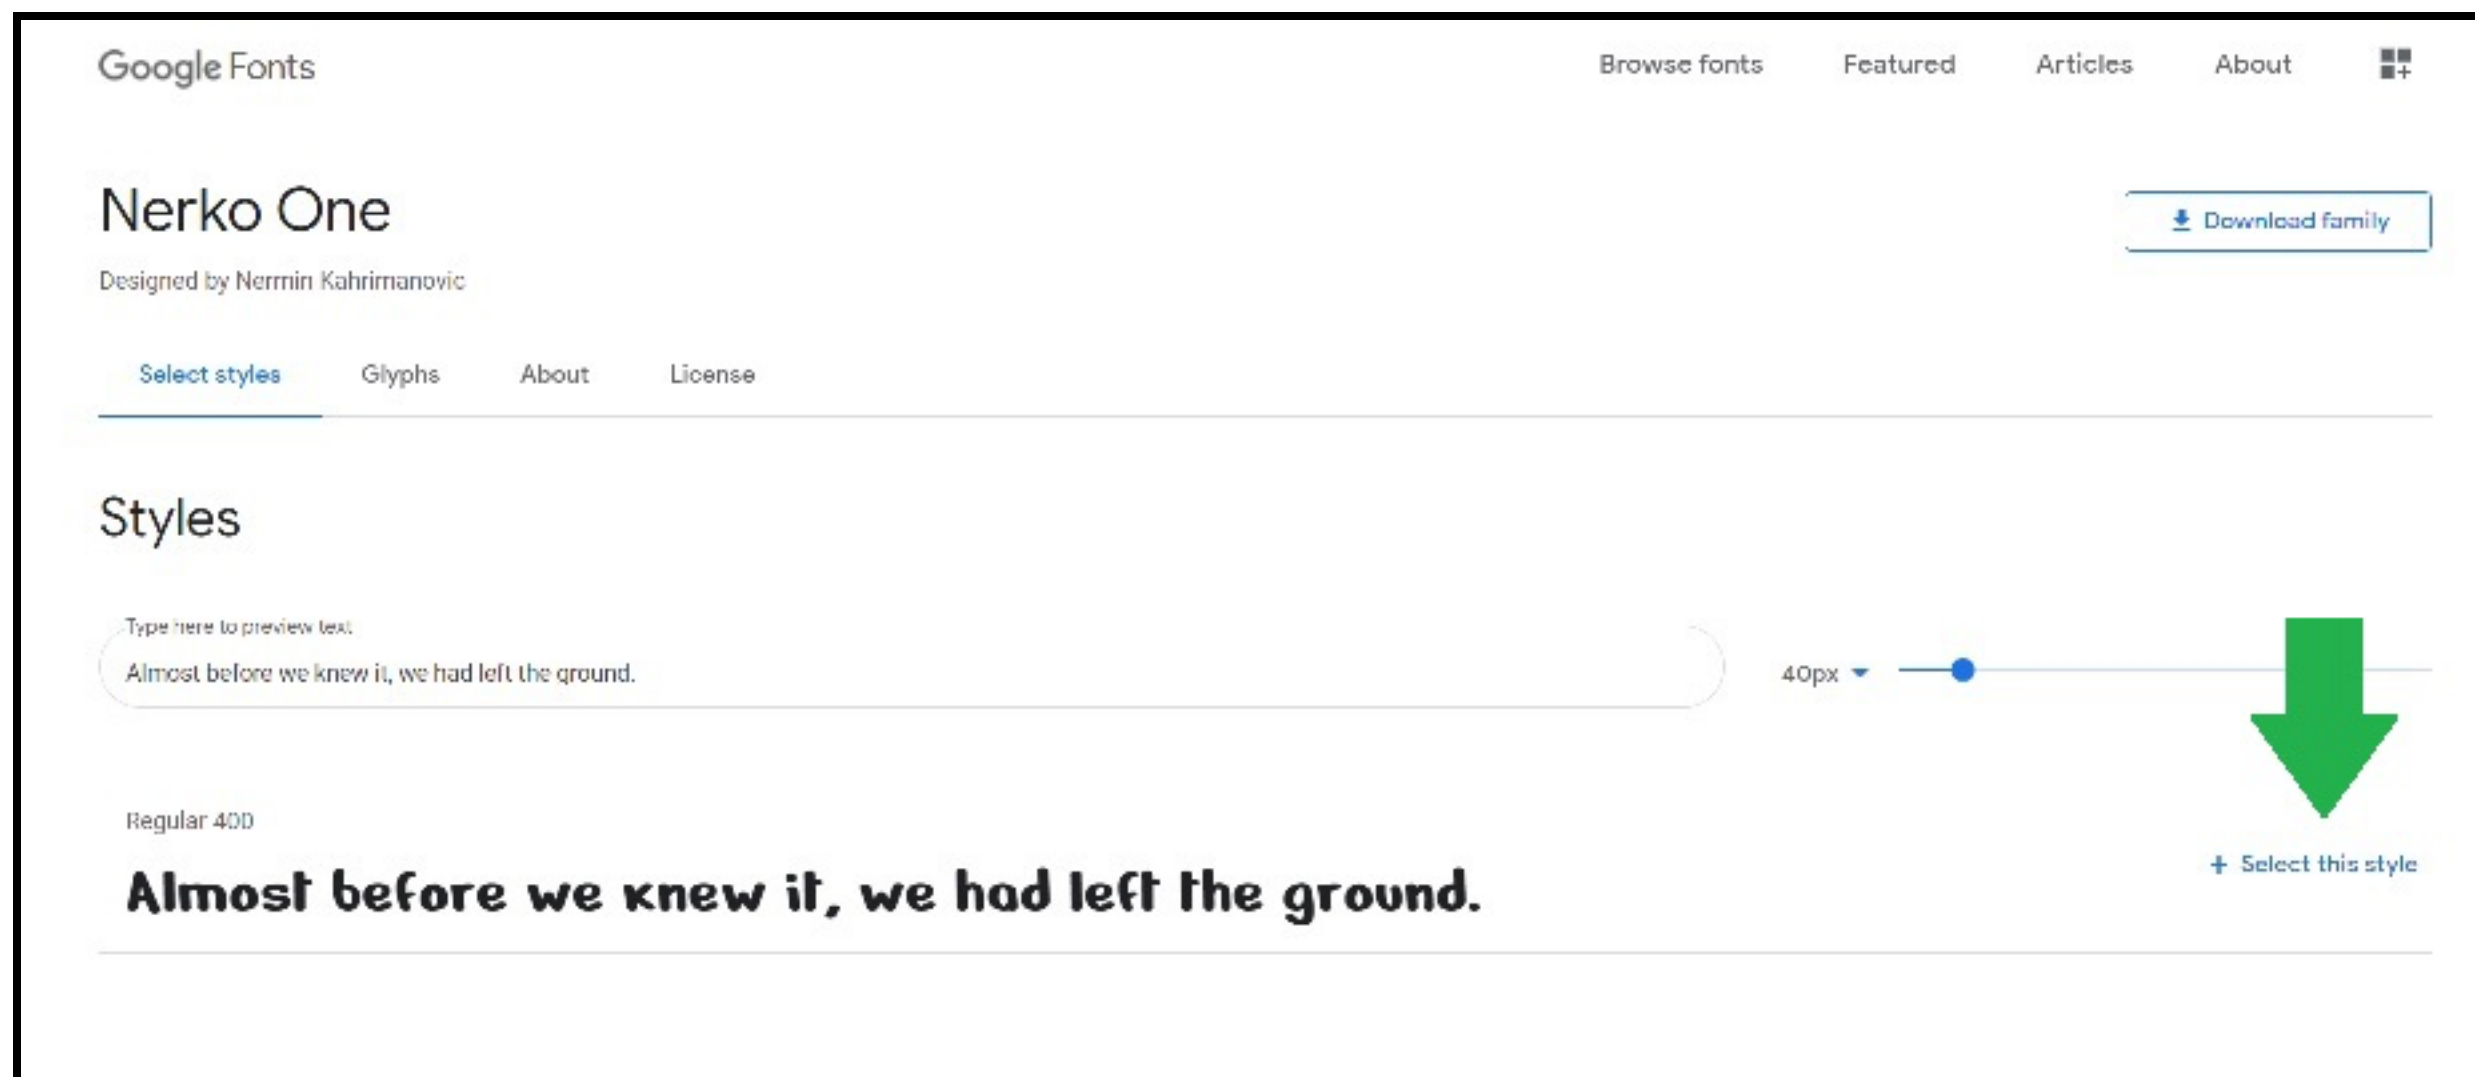 Google Fonts
Browse fonts
Featured
Articles
About
Nerko One
Download family
Designed by Nermin Kahrimanovic
Select styles
Glyphs
About
License
Styles
Type here to preview text
Almost before we knew it, we had left the ground.
40px
Regular 400
+ Select this style
Almost before we knew it, we had left the ground.